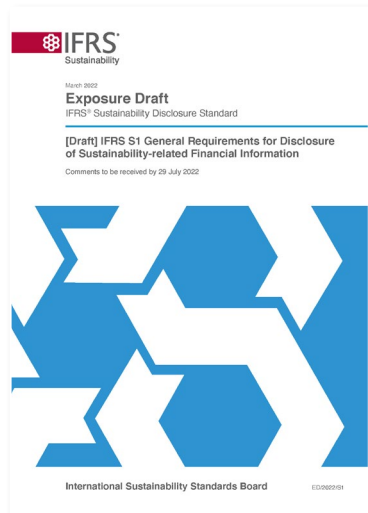 IFRS®
Sustainability
March 2022
Exposure Draft
IFRS® Sustainability Disclosure Standard
[Draft] IFRS S1 General Requirements for Disclosure
of Sustainability-related Financial Information
Comments to be received by 29 July 2022
International Sustainability Standards Board
ED/2022/S1